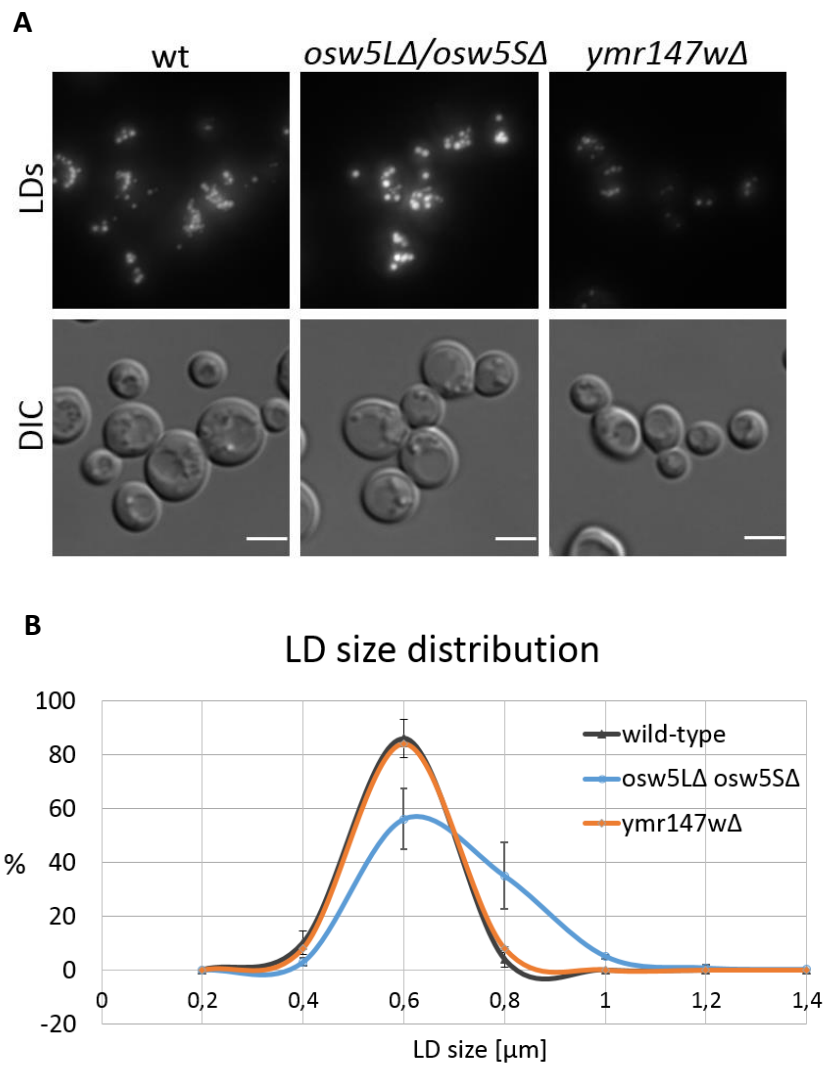 A
wt osw5LΔ/osw5SΔ ymr147wΔ
LDs
DIC
B
LD size distribution
100
80
60
40
20
0
-20
%
wild-type
osw5LΔ osw5SΔ
ymr147wΔ
0 0,2 0,4 0,6 0,8 1 1,2 1,4
LD size [µm]